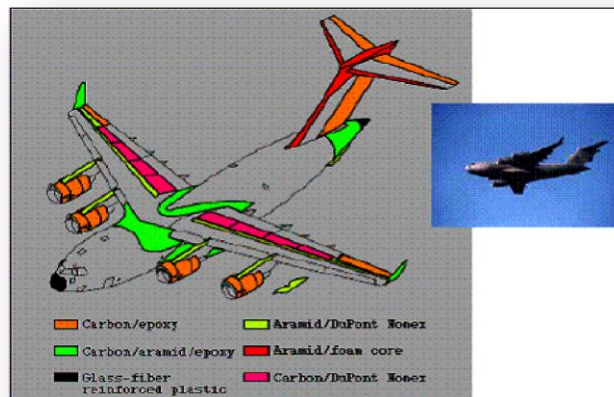 Carbon/epoxy
Aramid/DuPont Nomex
Carbon/aramid/epoxy
Aramid/foam core
Glass-fiber
reinforced plastic
Carbon/DuPont Nomex